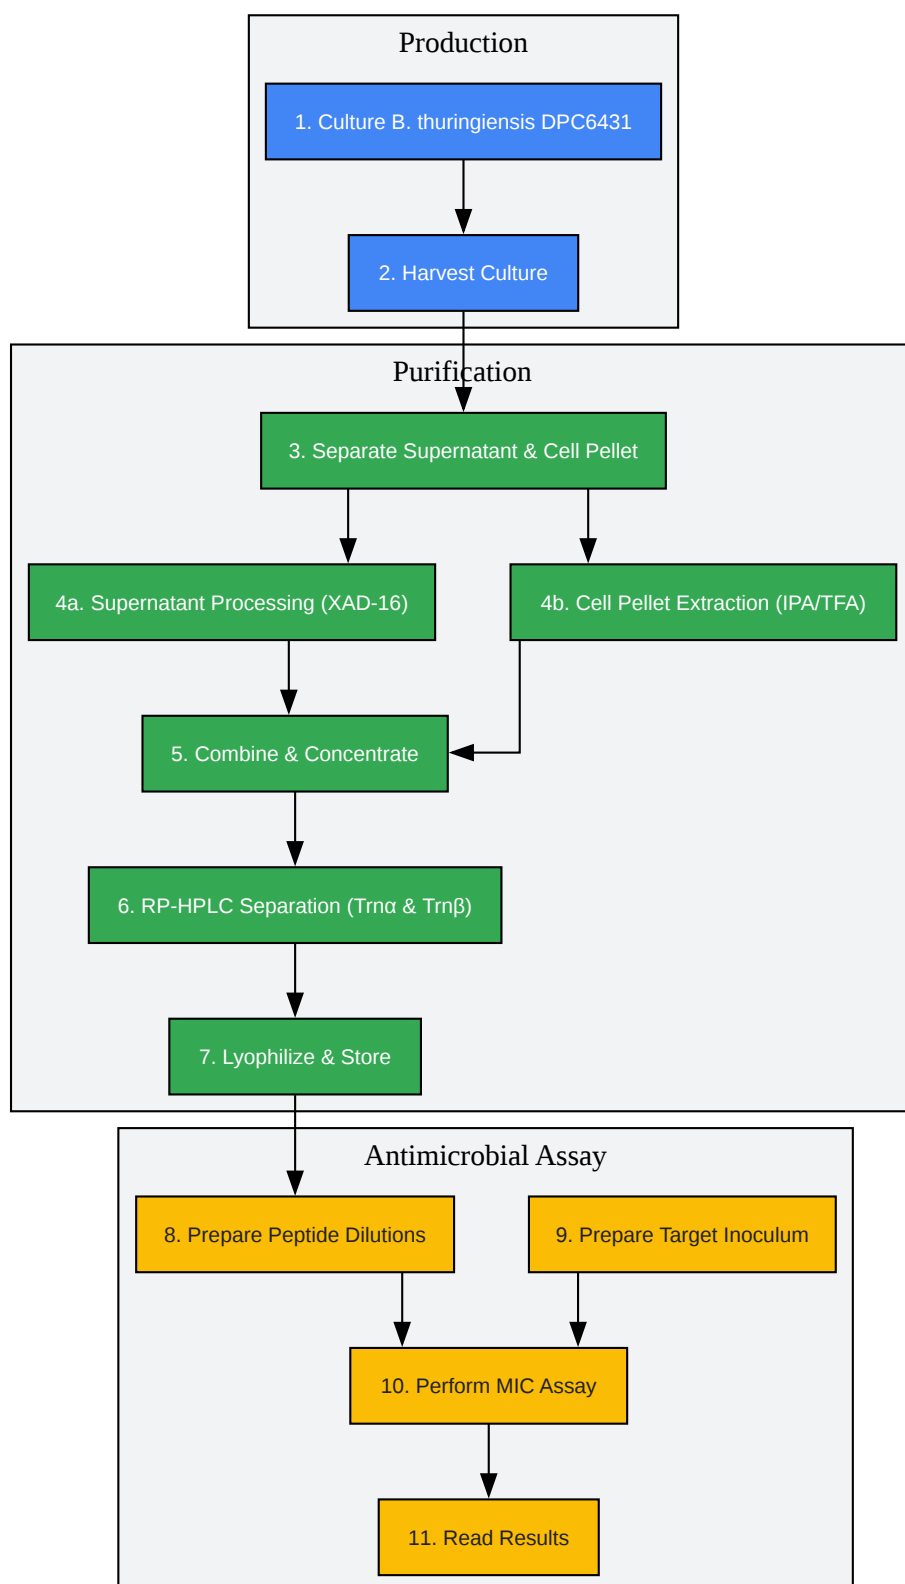 Production
1. Culture B. thuringiensis DPC6431
2. Harvest Culture
Purification
3. Separate Supernatant & Cell Pellet
4a. Supernatant Processing (XAD-16)
4b. Cell Pellet Extraction (IPA/TFA)
5. Combine & Concentrate
6. RP-HPLC Separation (Trnα & Trnβ)
7. Lyophilize & Store
Antimicrobial Assay
8. Prepare Peptide Dilutions
9. Prepare Target Inoculum
10. Perform MIC Assay
11. Read Results